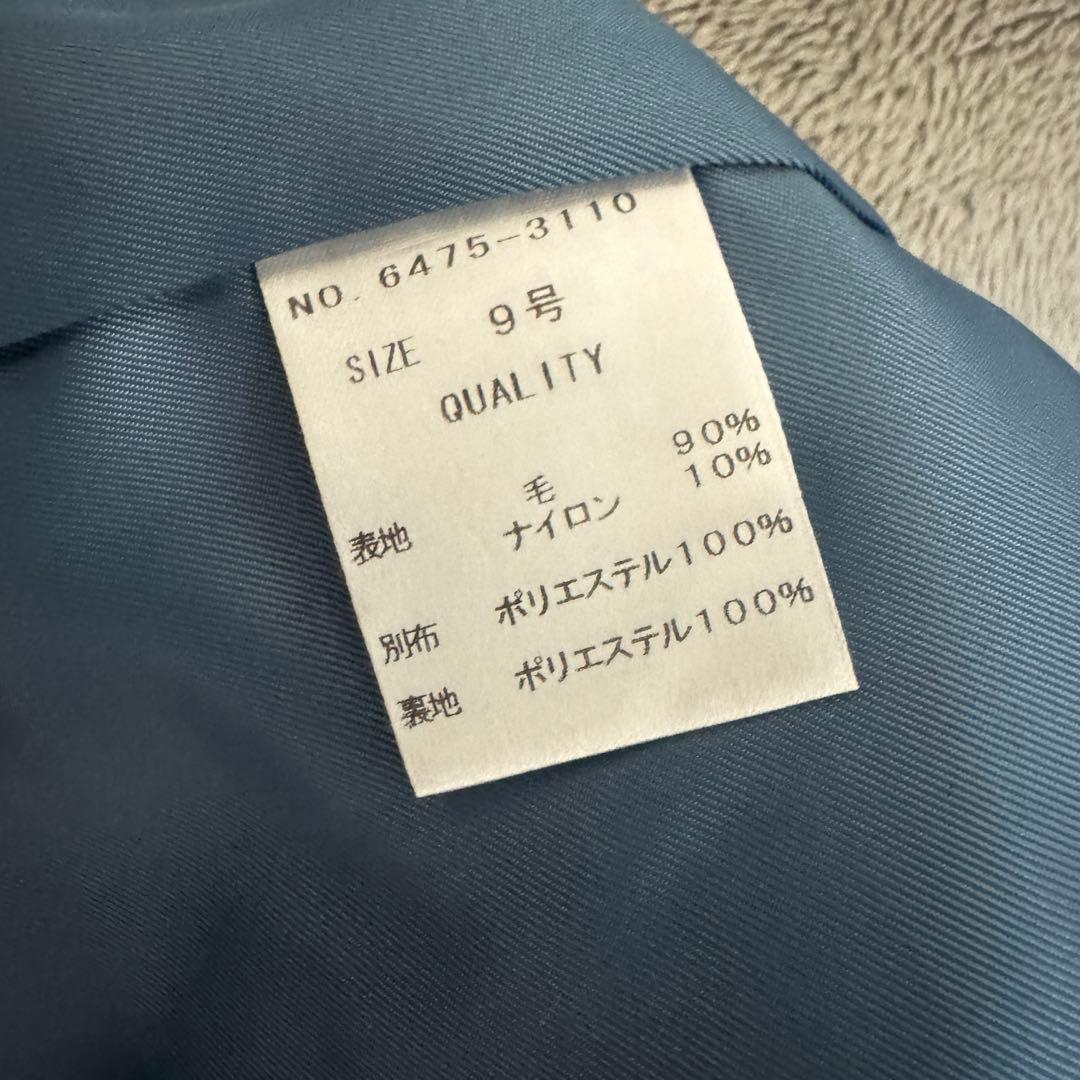 NO. 6475-3110
SIZE 9号
QUALITY
毛 90%
表地 ナイロン 10%
別布 ポリエステル100%
裏地 ポリエステル100%